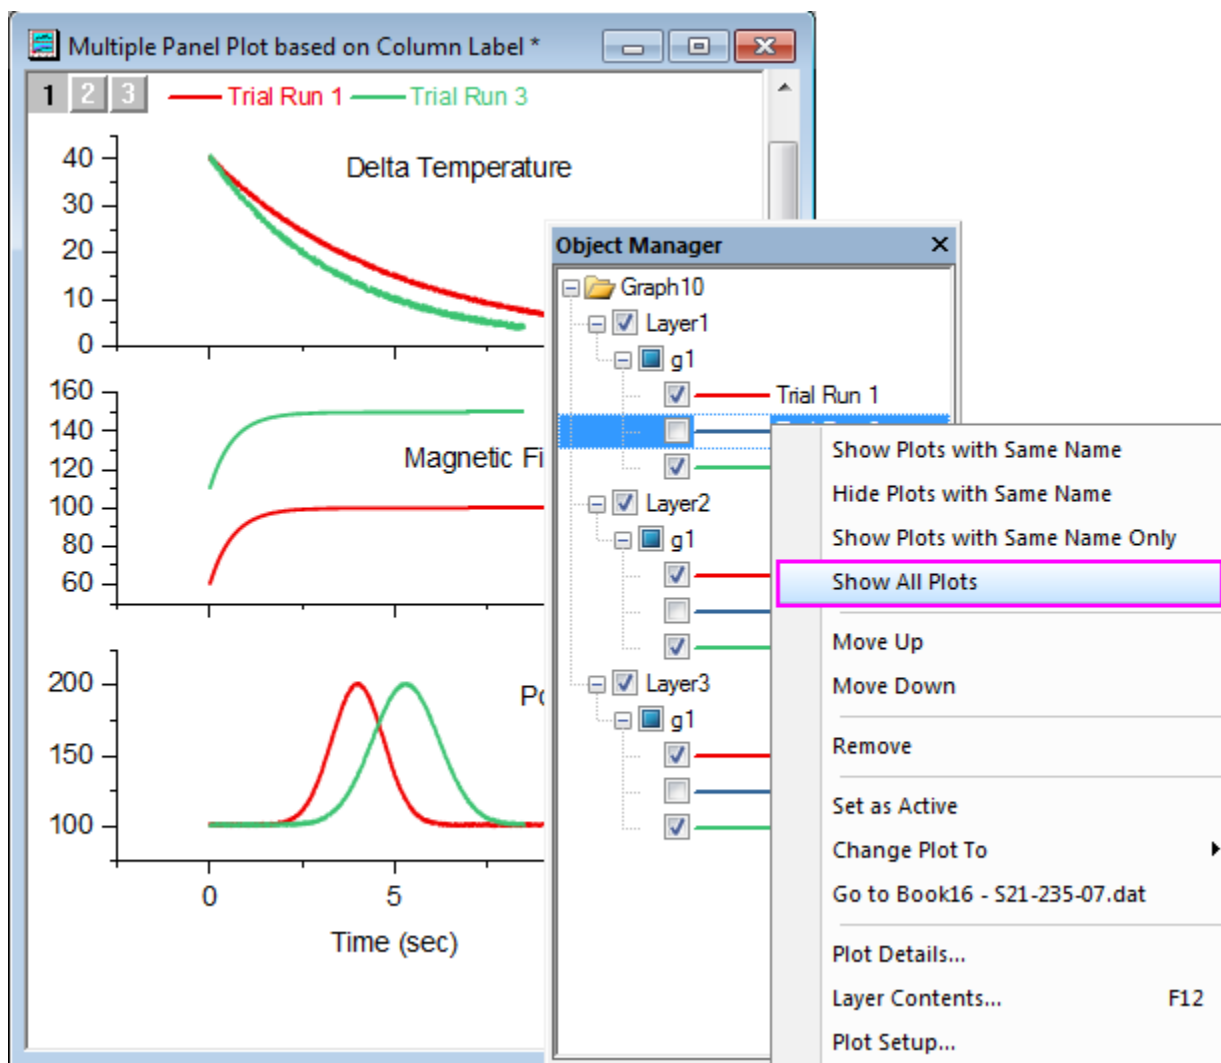 Multiple Panel Plot based on Column Label *
1 2 3 Trial Run 1 Trial Run 3
Delta Temperature
40
30
20
10
0
160
140
120
100
80
60
Magnetic Fi
200
150
100
0 5
Time (sec)
Object Manager
Graph10
Layer1
g1
Trial Run 1
Layer2
g1
Layer3
g1
Show Plots with Same Name
Hide Plots with Same Name
Show Plots with Same Name Only
Show All Plots
Move Up
Move Down
Remove
Set as Active
Change Plot To
Go to Book16 - S21-235-07.dat
Plot Details...
Layer Contents... F12
Plot Setup...